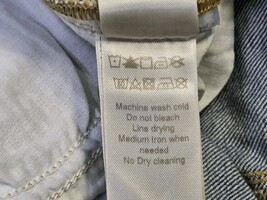 Machine wash cold
Do not bleach
Line drying
Medium Iron when
needed
No Dry cleaning